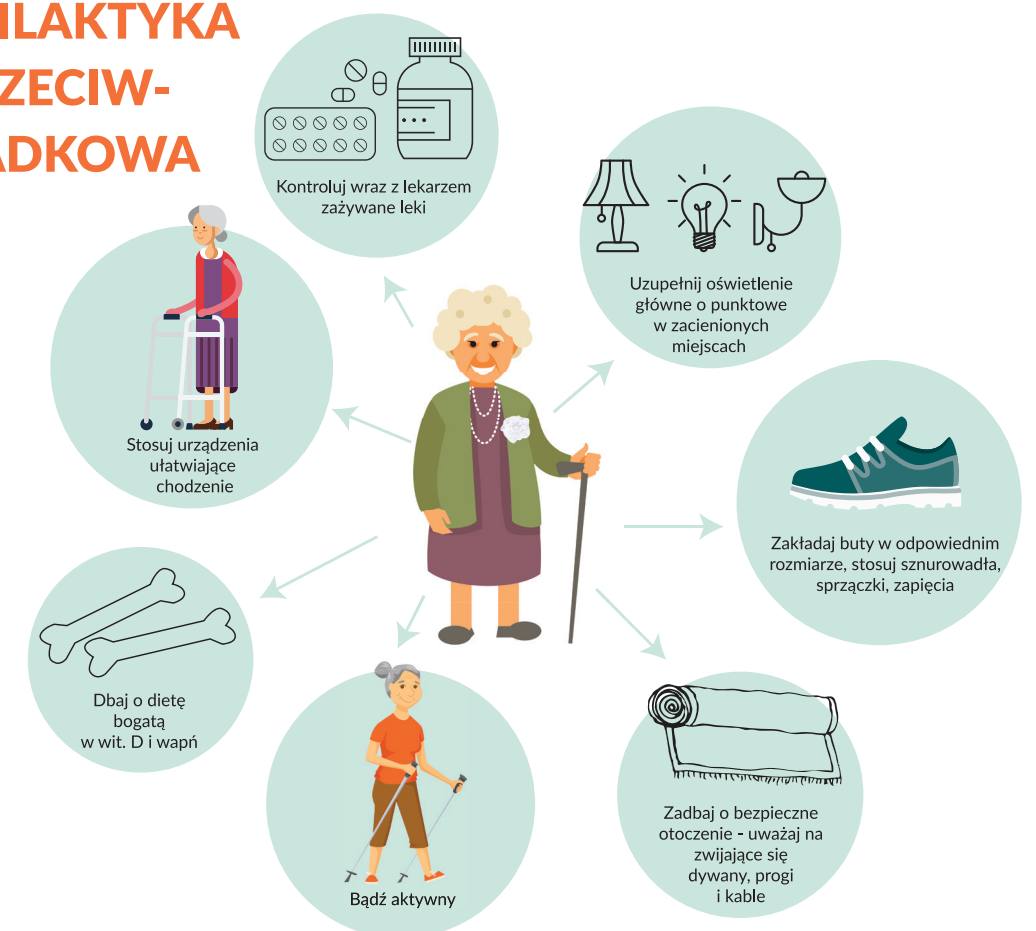 ILAKTYKA
ZECIW-
ADKOWA
Kontroluj wraz z lekarzem
zażywane leki
Uzupełnij oświetlenie
główne o punktowe
w zacienionych
miejscach
Stosuj urządzenia
ułatwiające
chodzenie
Zakładaj buty w odpowiednim
rozmiarze, stosuj sznurowadła,
sprzączki, zapięcia
Dbaj o dietę
bogatą
w wit. D i wapń
Zadbaj o bezpieczne
otoczenie - uważaj na
zwijające się
dywany, progi
i kable
Bądź aktywny